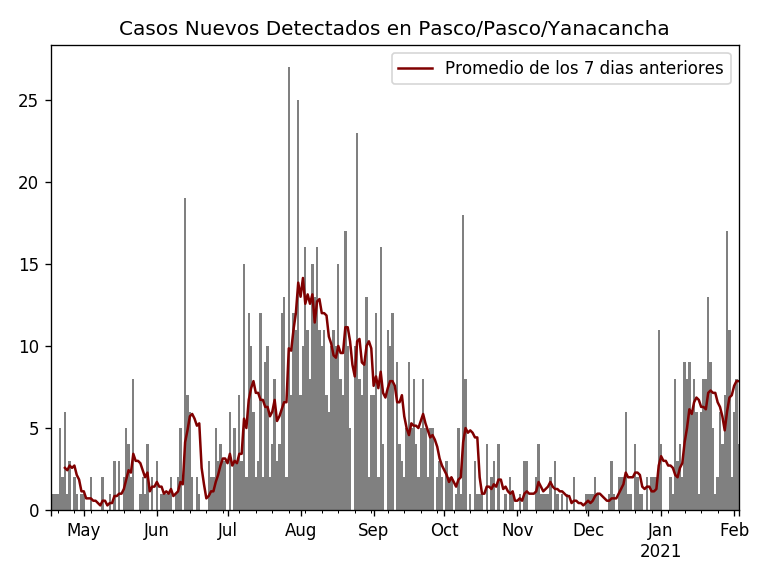 Casos Nuevos Detectados en Pasco/Pasco/Yanacancha
Promedio de los 7 dias anteriores
25
20
15
10
5
0
May Jun Jul Aug Sep Oct Nov Dec Jan Feb
2021